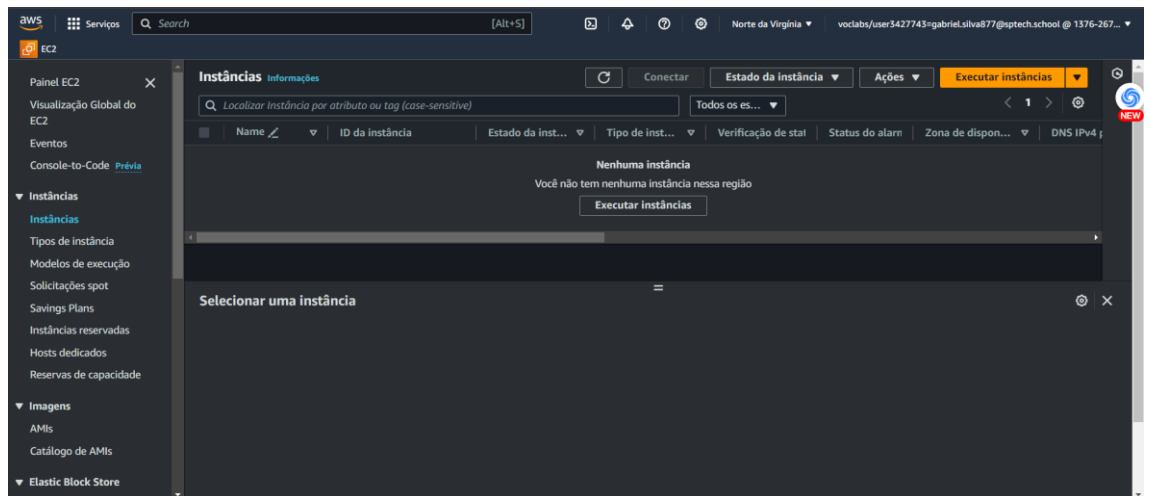 aws
Serviços
Search
[Alt+S]
Norte da Virgínia
voclabs/user3427743=gabriel.silva877@sptech.school @ 1376-267...
EC2
Painel EC2
Visualização Global do
EC2
Eventos
Console-to-Code Prévia
Instâncias
Instâncias
Tipos de instância
Modelos de execução
Solicitações spot
Savings Plans
Instâncias reservadas
Hosts dedicados
Reservas de capacidade
Imagens
AMIs
Catálogo de AMIs
Elastic Block Store
Instâncias Informações
Conectar
Estado da instância
Ações
Executar instâncias
Localizar Instância por atributo ou tag (case-sensitive)
Todos os es...
1
Name
ID da instância
Estado da inst...
Tipo de inst...
Verificação de stat
Status do alarn
Zona de dispon...
DNS IPv4 p
Nenhuma instância
Você não tem nenhuma instância nessa região
Executar instâncias
Selecionar uma instância
NEW